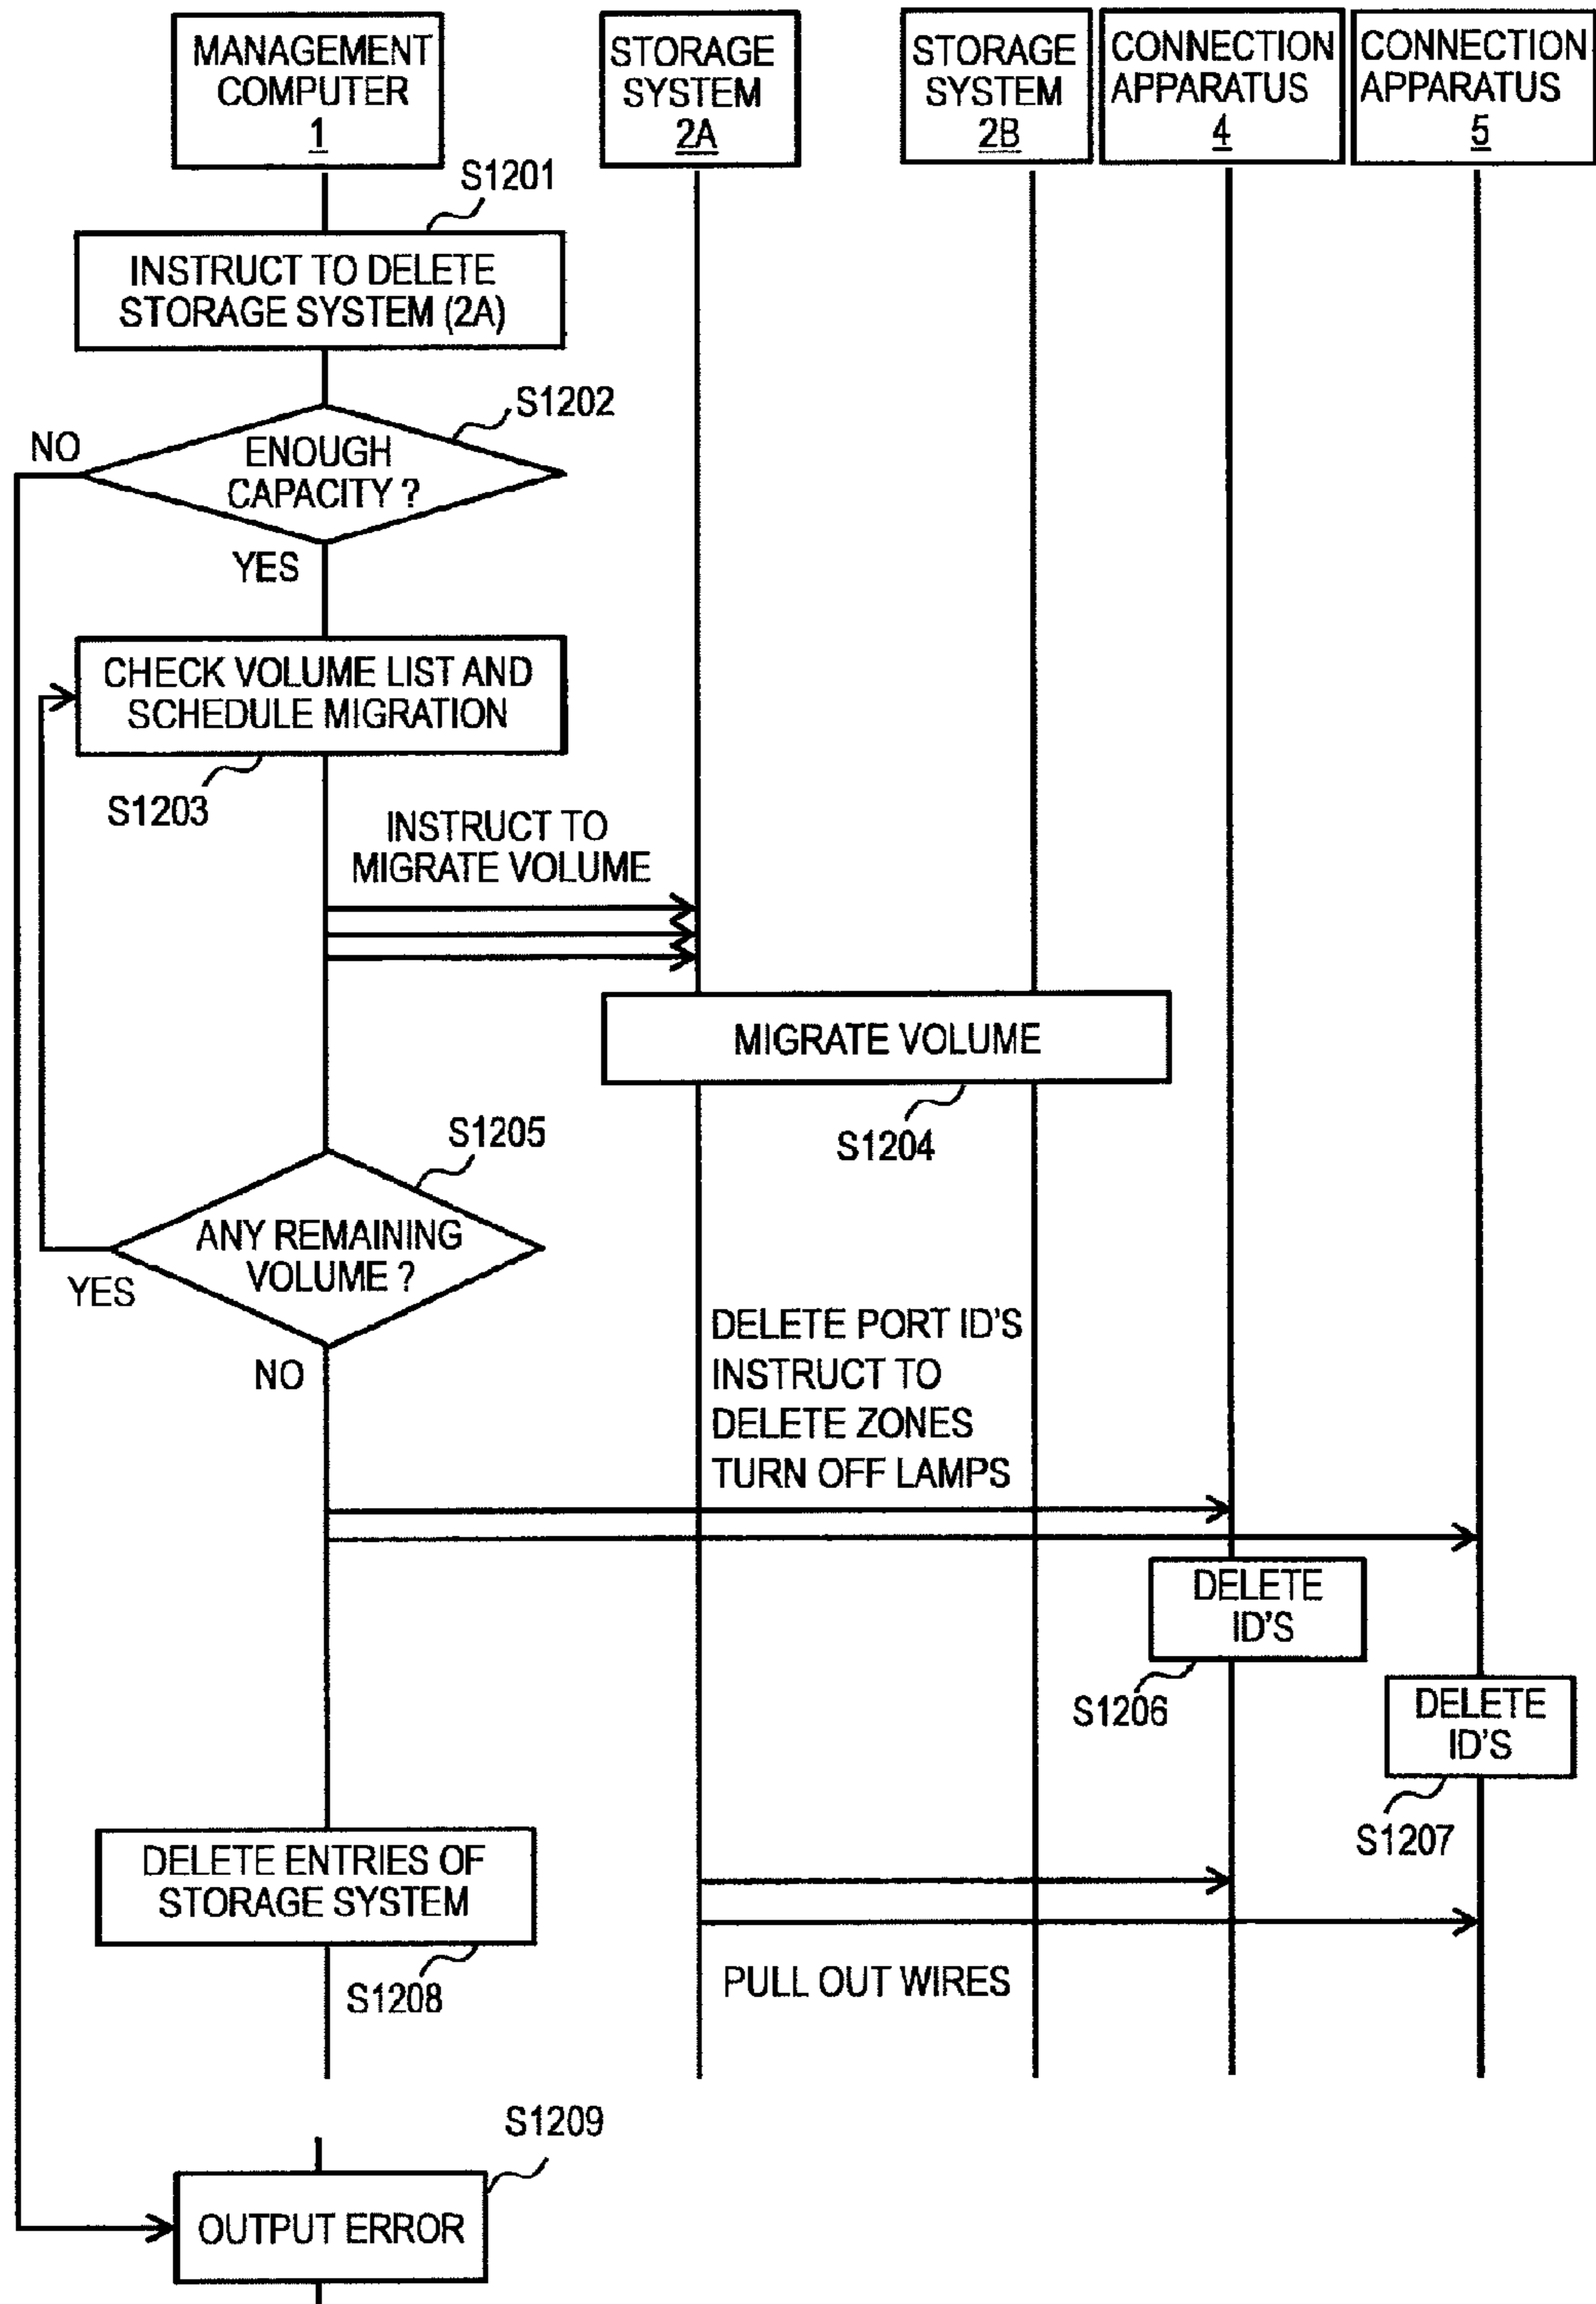 MANAGEMENT
COMPUTER
1
STORAGE
SYSTEM
2A
STORAGE
SYSTEM
2B
CONNECTION
APPARATUS
4
CONNECTION
APPARATUS
5
S1201
INSTRUCT TO DELETE
STORAGE SYSTEM (2A)
S1202
NO
ENOUGH
CAPACITY ?
YES
CHECK VOLUME LIST AND
SCHEDULE MIGRATION
S1203
INSTRUCT TO
MIGRATE VOLUME
MIGRATE VOLUME
S1204
S1205
ANY REMAINING
VOLUME ?
YES
NO
DELETE PORT ID'S
INSTRUCT TO
DELETE ZONES
TURN OFF LAMPS
DELETE
ID'S
S1206
DELETE
ID'S
S1207
DELETE ENTRIES OF
STORAGE SYSTEM
S1208
PULL OUT WIRES
S1209
OUTPUT ERROR